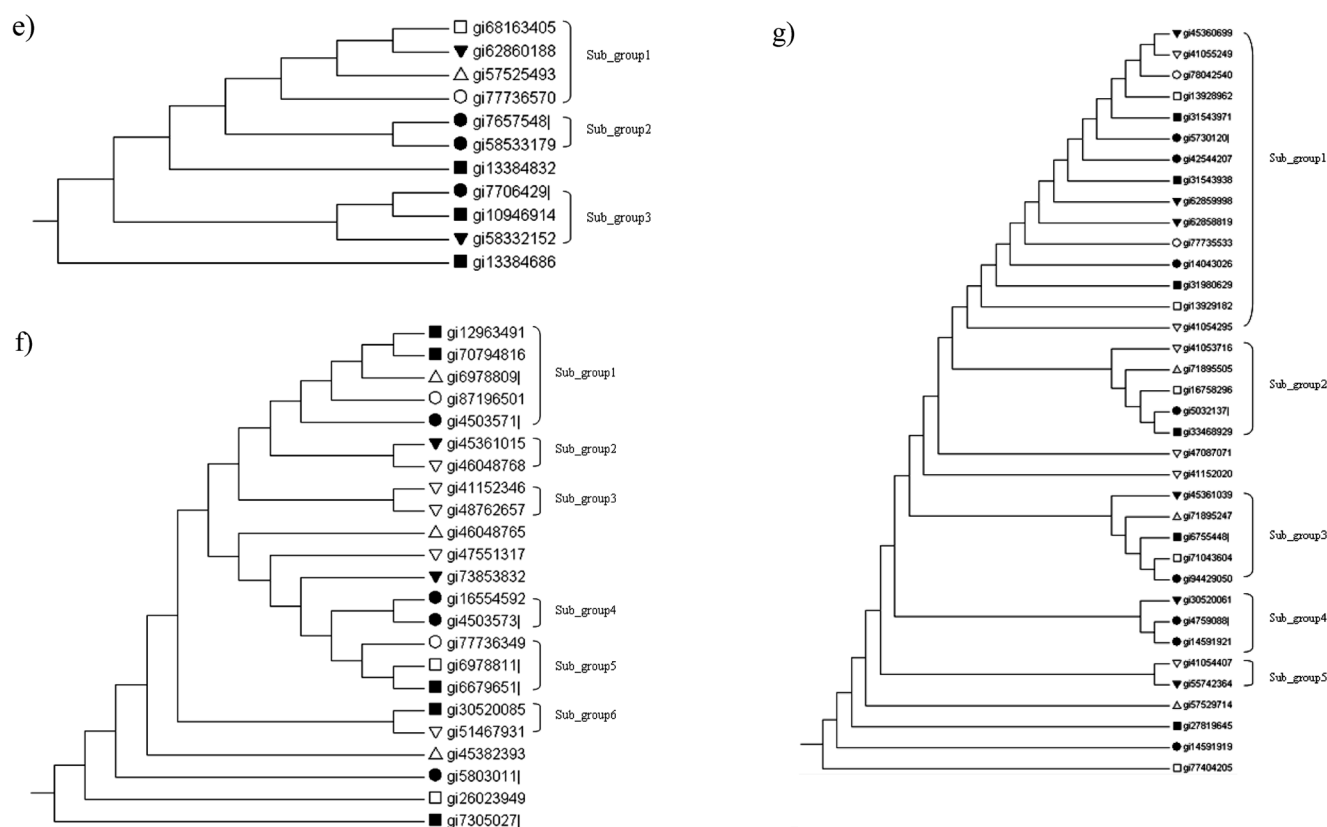 e)
gi68163405
gi62860188
Sub_group1
gi57525493
gi77736570
gi7657548|
Sub_group2
gi58533179
gi13384832
gi7706429|
gi10946914
Sub_group3
gi58332152
gi13384686
f)
gi12963491
gi70794816
gi6978809|
Sub_group1
gi87196501
gi4503571|
gi45361015
Sub_group2
gi46048768
gi41152346
Sub_group3
gi48762657
gi46048765
gi47551317
gi73853832
gi16554592
Sub_group4
gi4503573|
gi77736349
gi6978811|
Sub_group5
gi6679651|
gi30520085
Sub_group6
gi51467931
gi45382393
gi5803011|
gi26023949
gi7305027|
g)
gi45360699
gi41055249
gi78042540
gi13928962
gi31543971
gi5730120|
Sub_group1
gi42544207
gi31543938
gi62859998
gi62858819
gi77735533
gi14043026
gi31980629
gi13929182
gi41054295
gi41053716
gi71895505
Sub_group2
gi16758296
gi5032137|
gi33468929
gi47087071
gi41152020
gi45361039
gi71895247
gi6755448|
Sub_group3
gi71043604
gi94429050
gi30520061
Sub_group4
gi4759088|
gi14591921
gi41054407
Sub_group5
gi55742364
gi57529714
gi27819645
gi14591919
gi77404205